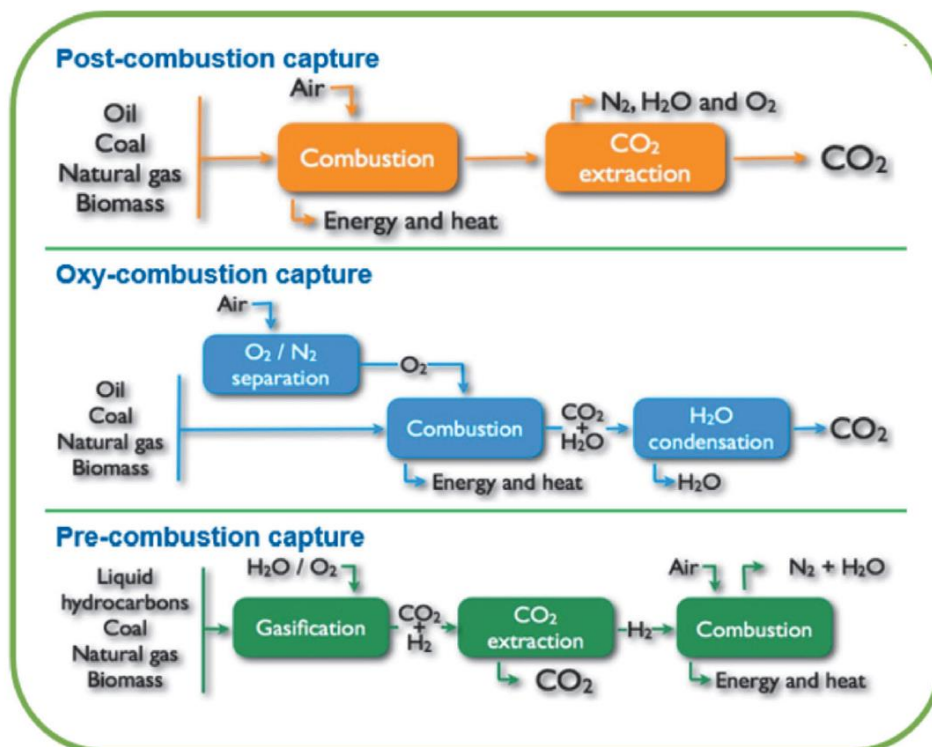 Post-combustion capture
Air
Oil
Coal
Natural gas
Biomass
Combustion
Energy and heat
N₂, H₂O and O₂
CO₂
extraction
CO₂
Oxy-combustion capture
Air
O₂ / N₂
separation
O₂
Oil
Coal
Natural gas
Biomass
Combustion
Energy and heat
CO₂
+
H₂O
H₂O
condensation
H₂O
CO₂
Pre-combustion capture
Liquid
hydrocarbons
Coal
Natural gas
Biomass
H₂O / O₂
Gasification
CO₂
+
H₂
CO₂
extraction
CO₂
H₂
Air
N₂ + H₂O
Combustion
Energy and heat